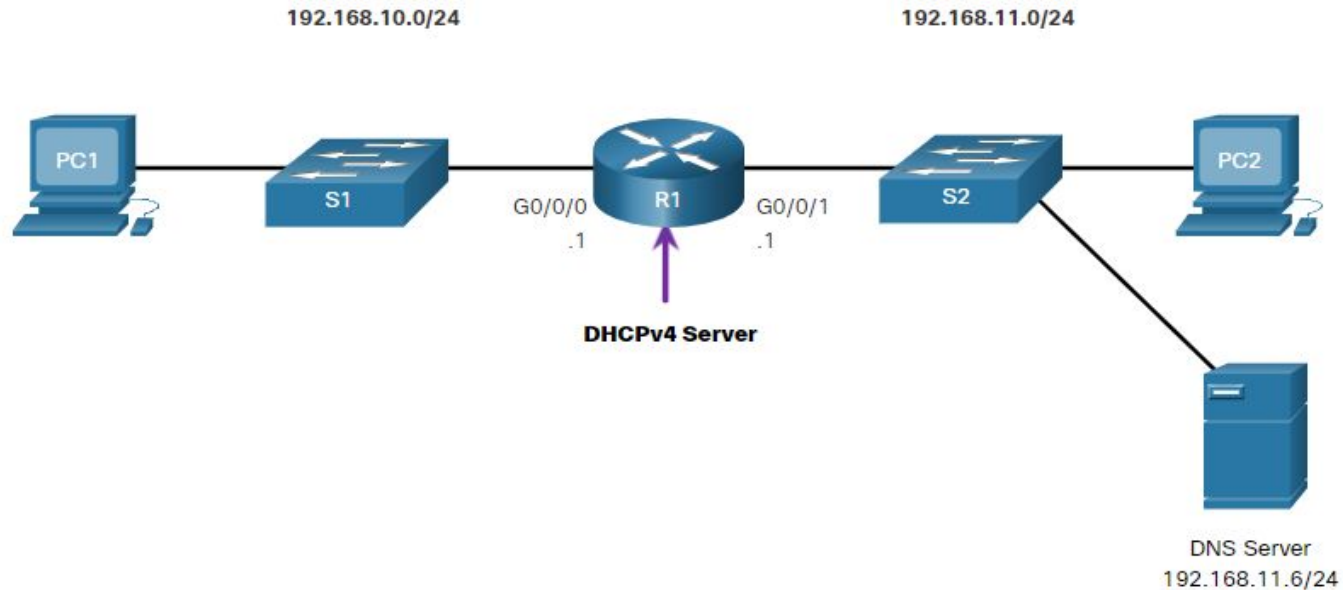 192.168.10.0/24
192.168.11.0/24
PC1
S1
G0/0/0
.1
R1
G0/0/1
.1
S2
PC2
DHCPv4 Server
DNS Server
192.168.11.6/24